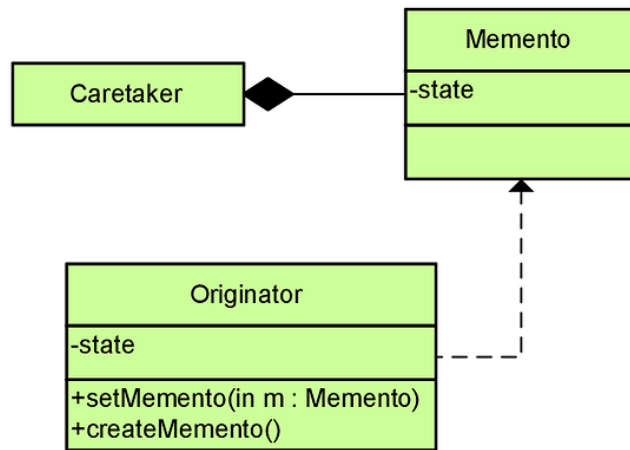 Memento
Caretaker
-state
Originator
-state
+setMemento(in m : Memento)
+createMemento()